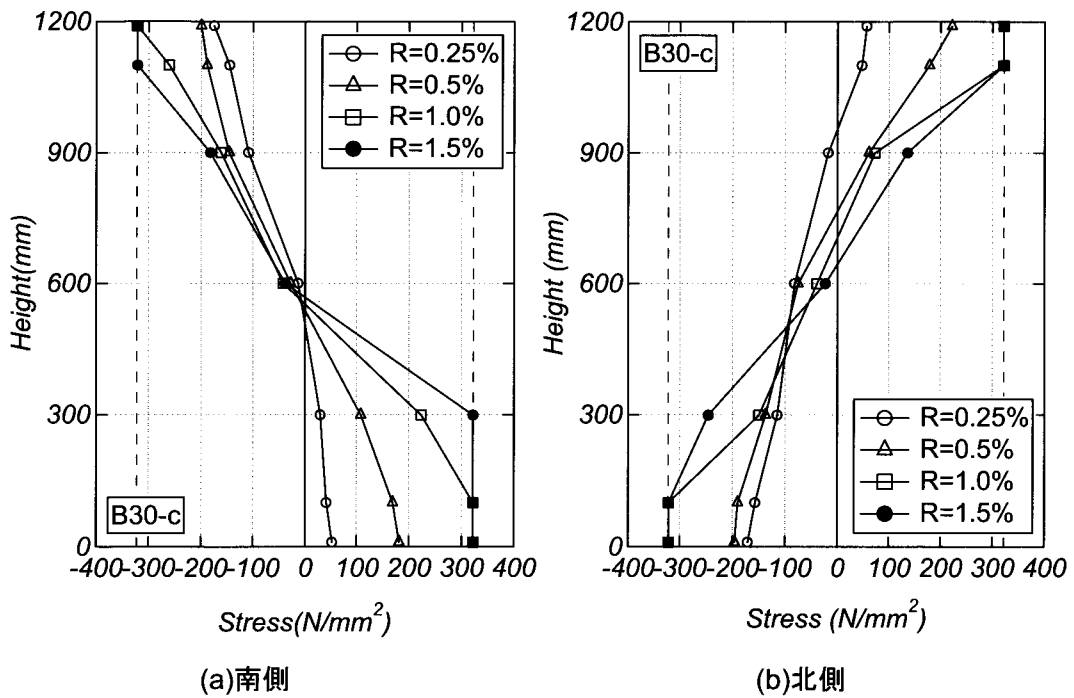 1200
900
600
300
0
Height(mm)
R=0.25%
R=0.5%
R=1.0%
R=1.5%
B30-c
-400-300-200-100 0 100 200 300 400
Stress(N/mm²)
(a)南側
1200
900
600
300
0
Height (mm)
B30-c
R=0.25%
R=0.5%
R=1.0%
R=1.5%
-400-300-200-100 0 100 200 300 400
Stress (N/mm²)
(b)北側